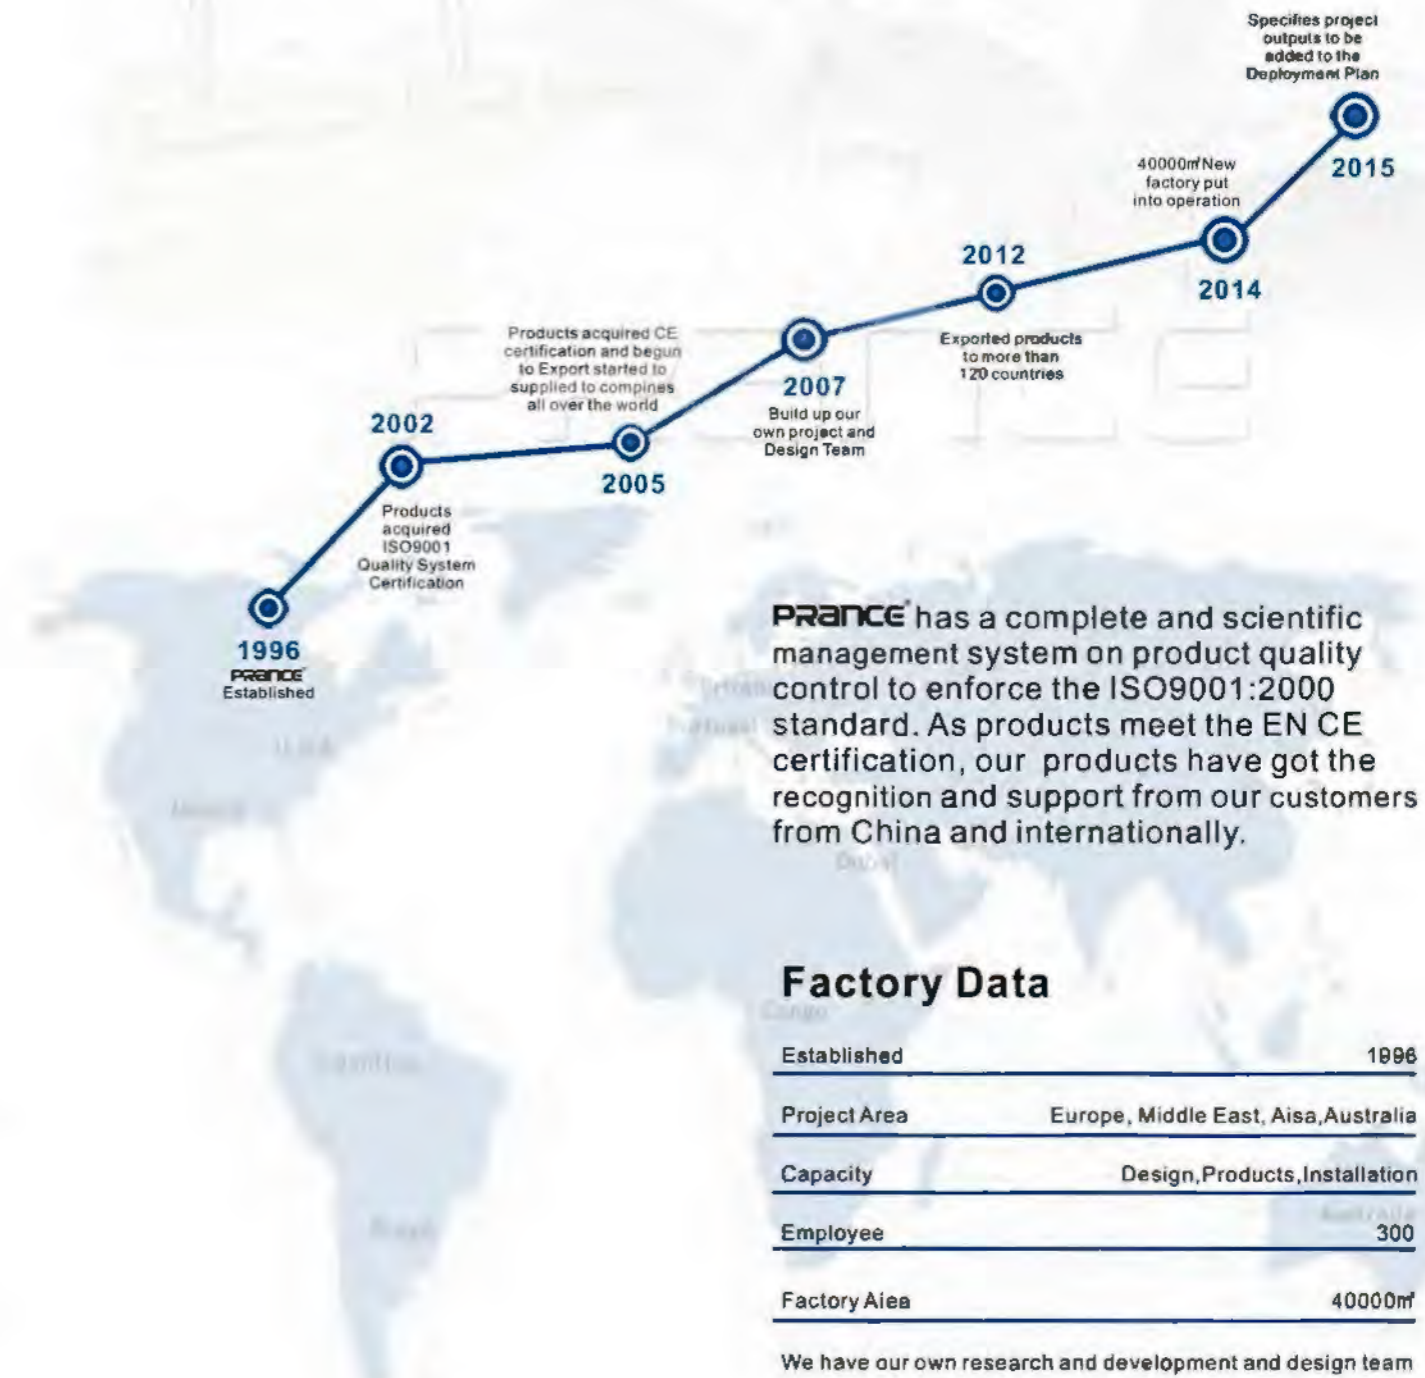 Specifies project
outputs to be
added to the
Deployment Plan
2015
40000㎡New
factory put
into operation
2014
2012
Exported products
to more than
120 countries
Products acquired CE
certification and begun
to Export started to
supplied to compines
all over the world
2007
Build up our
own project and
Design Team
2002
2005
Products
acquired
ISO9001
Quality System
Certification
1996
PRANCE
Established
PRANCE has a complete and scientific
management system on product quality
control to enforce the ISO9001:2000
standard. As products meet the EN CE
certification, our products have got the
recognition and support from our customers
from China and internationally.
Dubai
Factory Data
Congo
Established 1996
Project Area Europe, Middle East, Aisa,Australia
Capacity Design,Products,Installation
Australia
Employee 300
Factory Aiea 40000㎡
We have our own research and development and design team